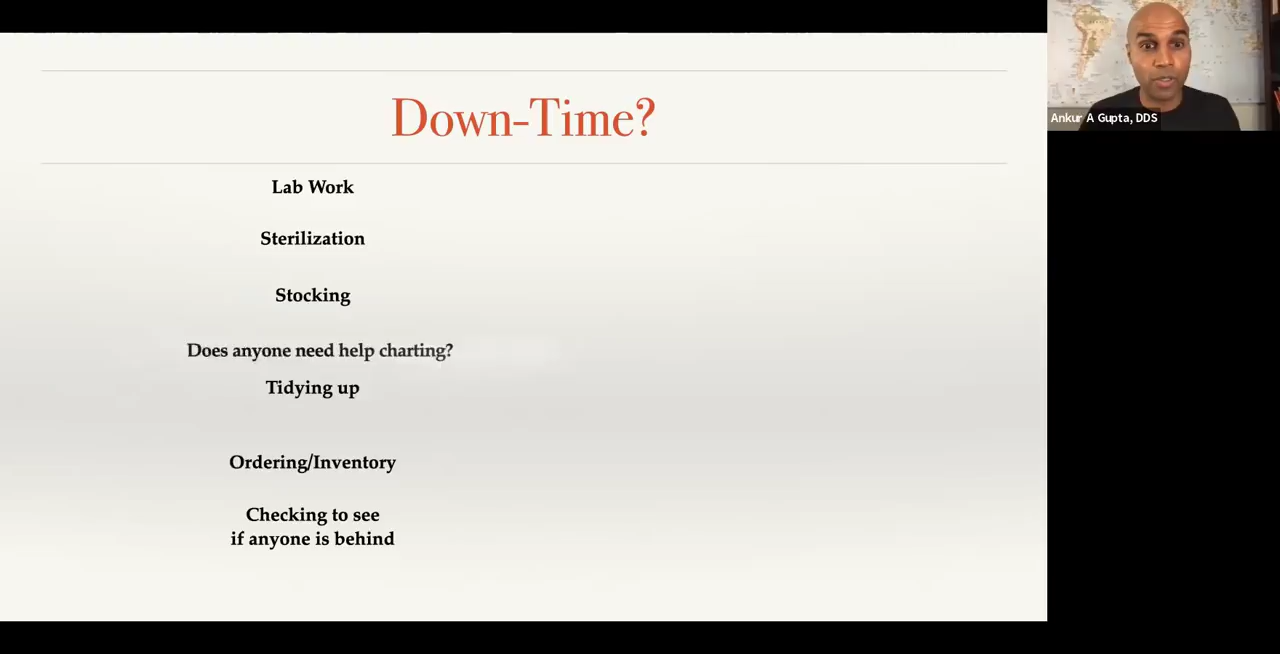 Down-Time?
Lab Work
Sterilization
Stocking
Does anyone need help charting?
Tidying up
Ordering/Inventory
Checking to see
if anyone is behind
Ankur A Gupta, DDS